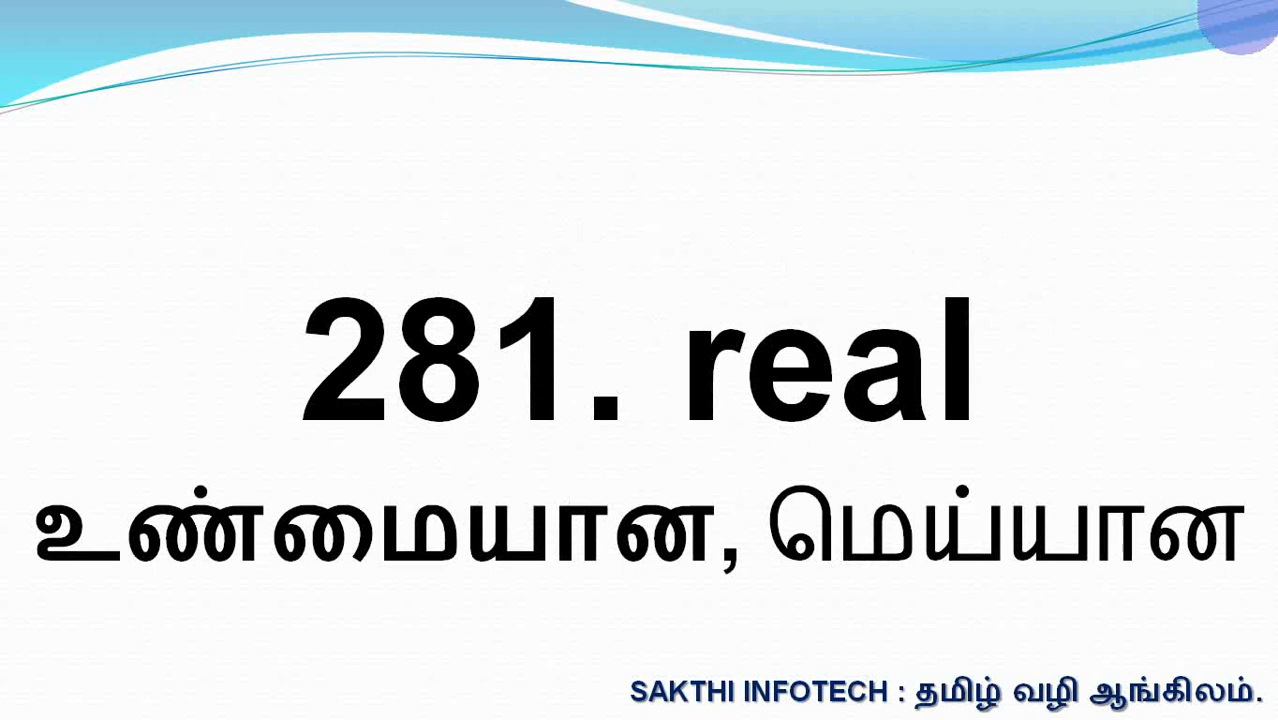 281. real
உண்மையான, மெய்யான
SAKTHI INFOTECH : தமிழ் வழி ஆங்கிலம்.